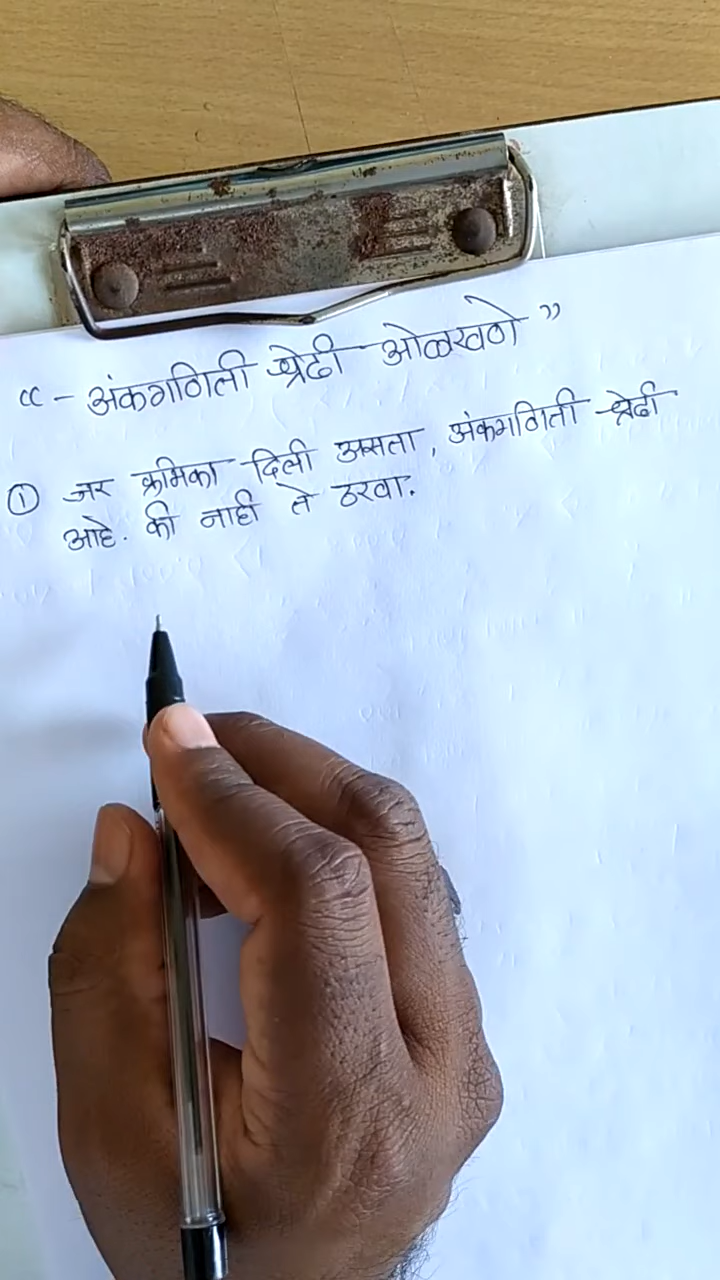 “ - अंकगणिती श्रेढी ओळखणे ”
① जर क्रमिका दिली असता, अंकगणिती श्रेढी
आहे. की नाही ते ठरवा.